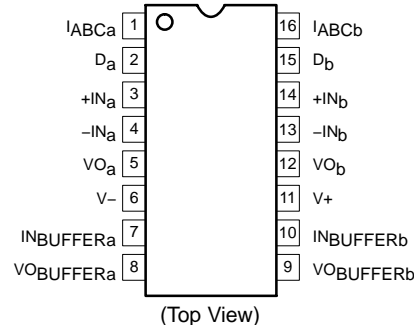 IABCa 1 16 IABCb
Da 2 15 Db
+INa 3 14 +INb
–INa 4 13 –INb
VOa 5 12 VOb
V– 6 11 V+
INBUFFERa 7 10 INBUFFERb
VOBUFFERa 8 9 VOBUFFERb
(Top View)